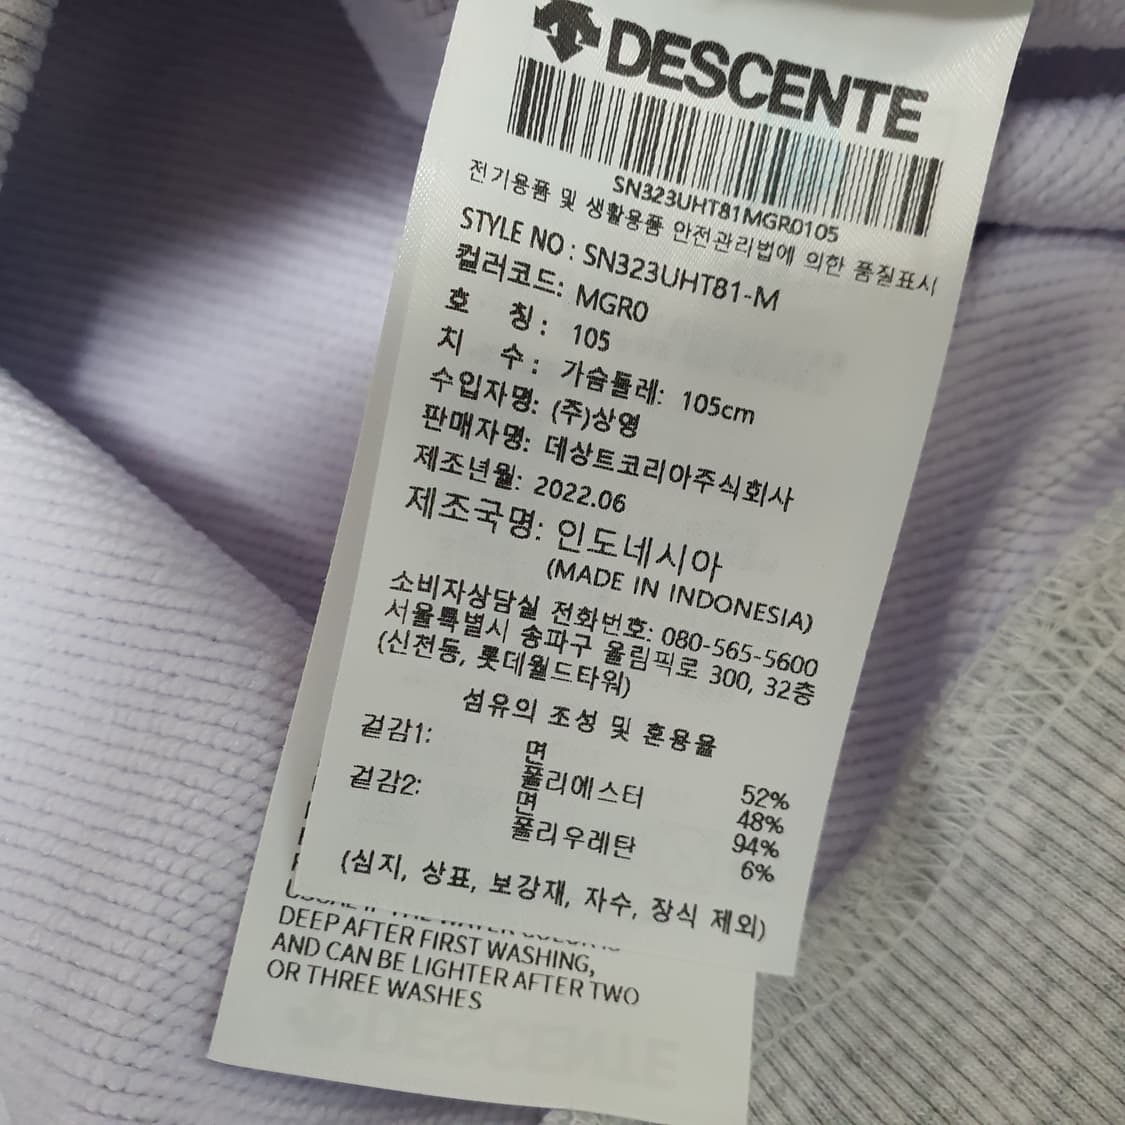 DESCENTE
SN323UHT81MGR0105
전기용품 및 생활용품 안전관리법에 의한 품질표시
STYLE NO : SN323UHT81-M
컬러코드: MGR0
호 칭: 105
치 수: 가슴둘레: 105cm
수입자명: (주)상영
판매자명: 데상트코리아주식회사
제조년월: 2022.06
제조국명: 인도네시아
(MADE IN INDONESIA)
소비자상담실 전화번호: 080-565-5600
서울특별시 송파구 올림픽로 300, 32층
(신천동, 롯데월드타워)
섬유의 조성 및 혼용율
겉감1: 면 52%
폴리에스터 48%
겉감2: 면 94%
폴리우레탄 6%
(심지, 상표, 보강재, 자수, 장식 제외)
DEEP AFTER FIRST WASHING,
AND CAN BE LIGHTER AFTER TWO
OR THREE WASHES